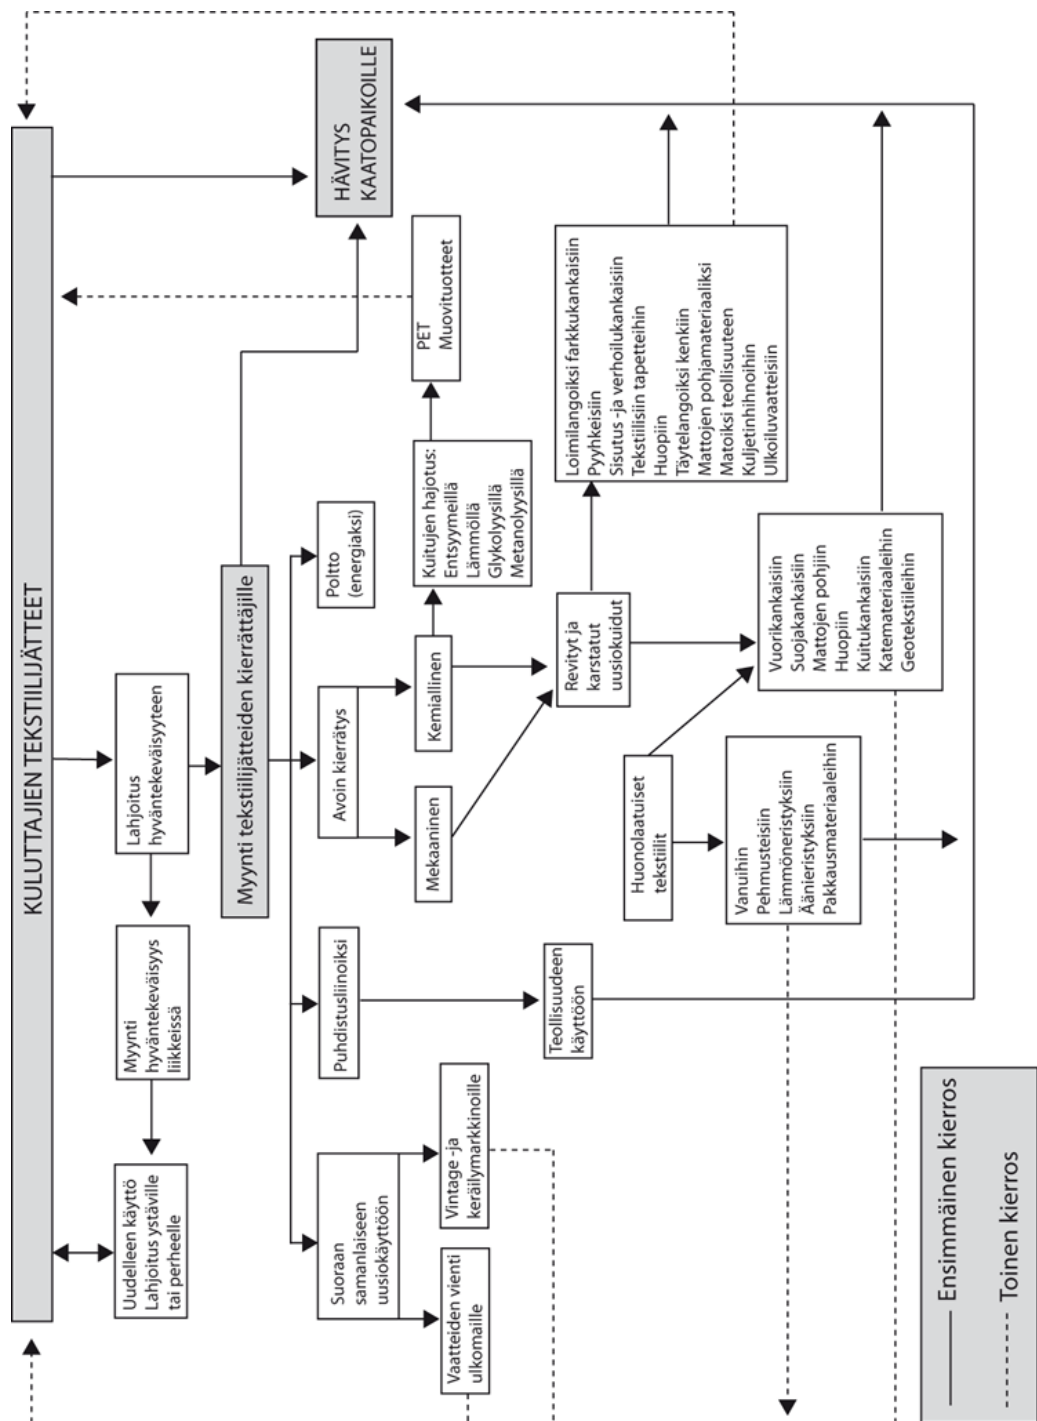 KULUTTAJIEN TEKSTIILIJÄTTEET
Uudelleen käyttö
Lahjoitus ystäville
tai perheelle
Myynti
hyväntekeväisyys
liikkeissä
Lahjoitus
hyväntekeväisyyteen
Myynti tekstiilijätteiden kierrättäjille
HÄVITYS
KAATOPAIKOILLE
Suoraan
samanlaiseen
uusiokäyttöön
Puhdistusliinoiksi
Avoin kierrätys
Poltto
(energiaksi)
Vaatteiden vienti
ulkomaille
Vintage -ja
keräilymarkkinoille
Mekaaninen
Kemiallinen
Kuitujen hajotus:
Entsyymeillä
Lämmöllä
Glykolyysillä
Metanolyysillä
PET
Muovituotteet
Teollisuudeen
käyttöön
Revityt ja
karstatut
uusiokuidut
Loimilangoiksi farkkukankaisiin
Pyyhkeisiin
Sisutus -ja verhoilukankaisiin
Tekstiilisiin tapetteihin
Huopiin
Täytelangoiksi kenkiin
Mattojen pohjamateriaaliksi
Matoiksi teollisuuteen
Kuljetinhihnoihin
Ulkoiluvaatteisiin
Huonolaatuiset
tekstiilit
Vanuihin
Pehmusteisiin
Lämmöneristyksiin
Äänieristyksiin
Pakkausmateriaaleihin
Vuorikankaisiin
Suojakankaisiin
Mattojen pohjiin
Huopiin
Kuitukankaisiin
Katemateriaaleihin
Geotekstiileihin
Ensimmäinen kierros
Toinen kierros